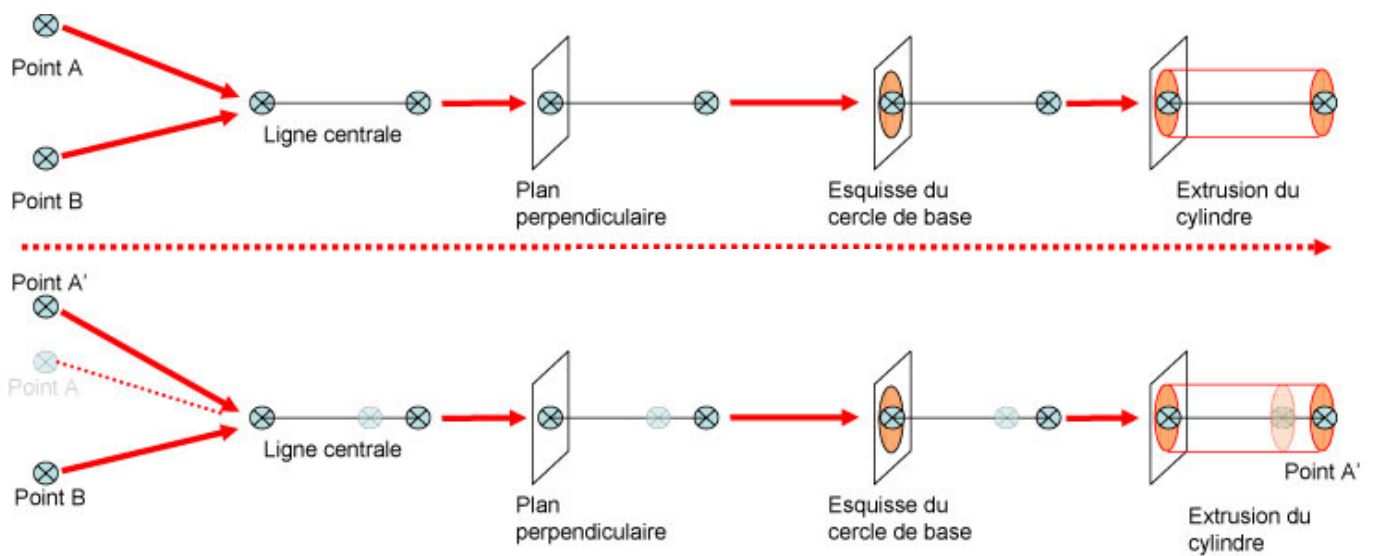 Point A
Ligne centrale
Point B
Plan
perpendiculaire
Esquisse du
cercle de base
Extrusion du
cylindre
Point A'
Point A
Ligne centrale
Point B
Plan
perpendiculaire
Esquisse du
cercle de base
Point A'
Extrusion du
cylindre